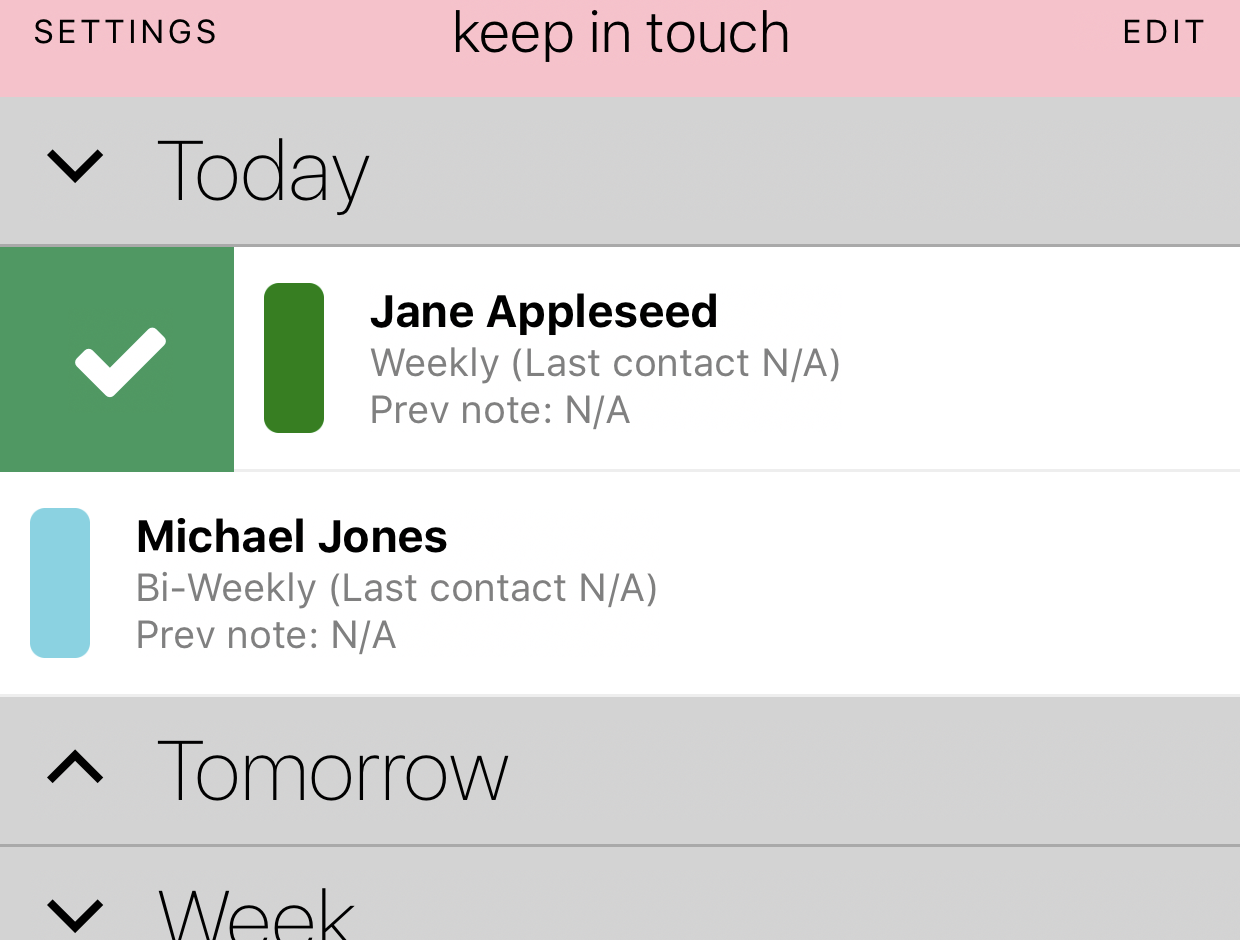 SETTINGS keep in touch EDIT
Today
Jane Appleseed
Weekly (Last contact N/A)
Prev note: N/A
Michael Jones
Bi-Weekly (Last contact N/A)
Prev note: N/A
Tomorrow
Week